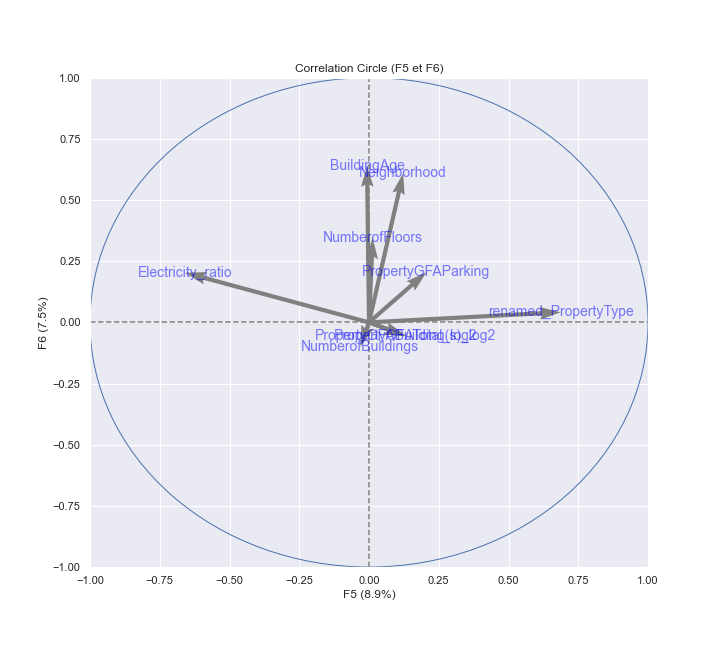 Correlation Circle (F5 et F6)
1.00
0.75
0.50
0.25
0.00
−0.25
−0.50
−0.75
−1.00
F6 (7.5%)
BuildingAge
Neighborhood
NumberofFloors
Electricity_ratio
PropertyGFAParking
renamed_PropertyType
NumberofBuildings
−1.00 −0.75 −0.50 −0.25 0.00 0.25 0.50 0.75 1.00
F5 (8.9%)